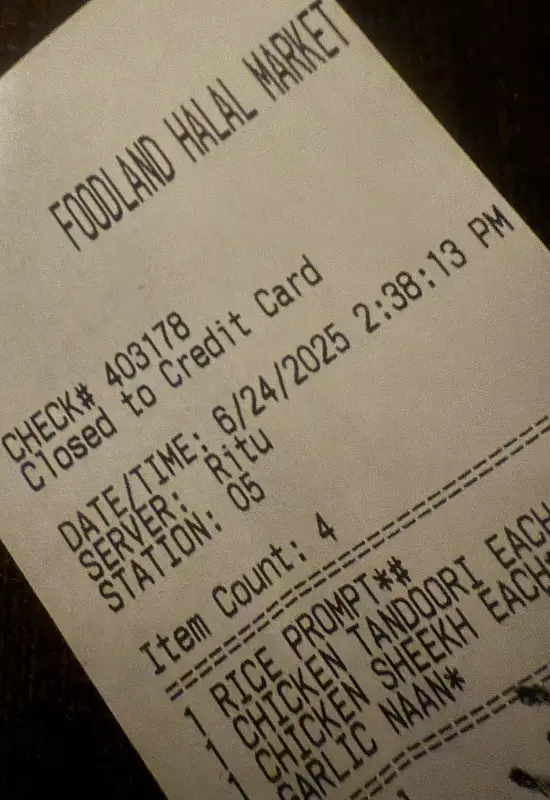 FOODLAND HALAL MARKET
CHECK# 403178
Closed to Credit Card
DATE/TIME: 6/24/2025 2:38:13 PM
SERVER: Ritu
STATION: 05
Item Count: 4
1 RICE PROMPT*#
1 CHICKEN TANDOORI EACH
1 CHICKEN SHEEKH EACH*
GARLIC NAAN*